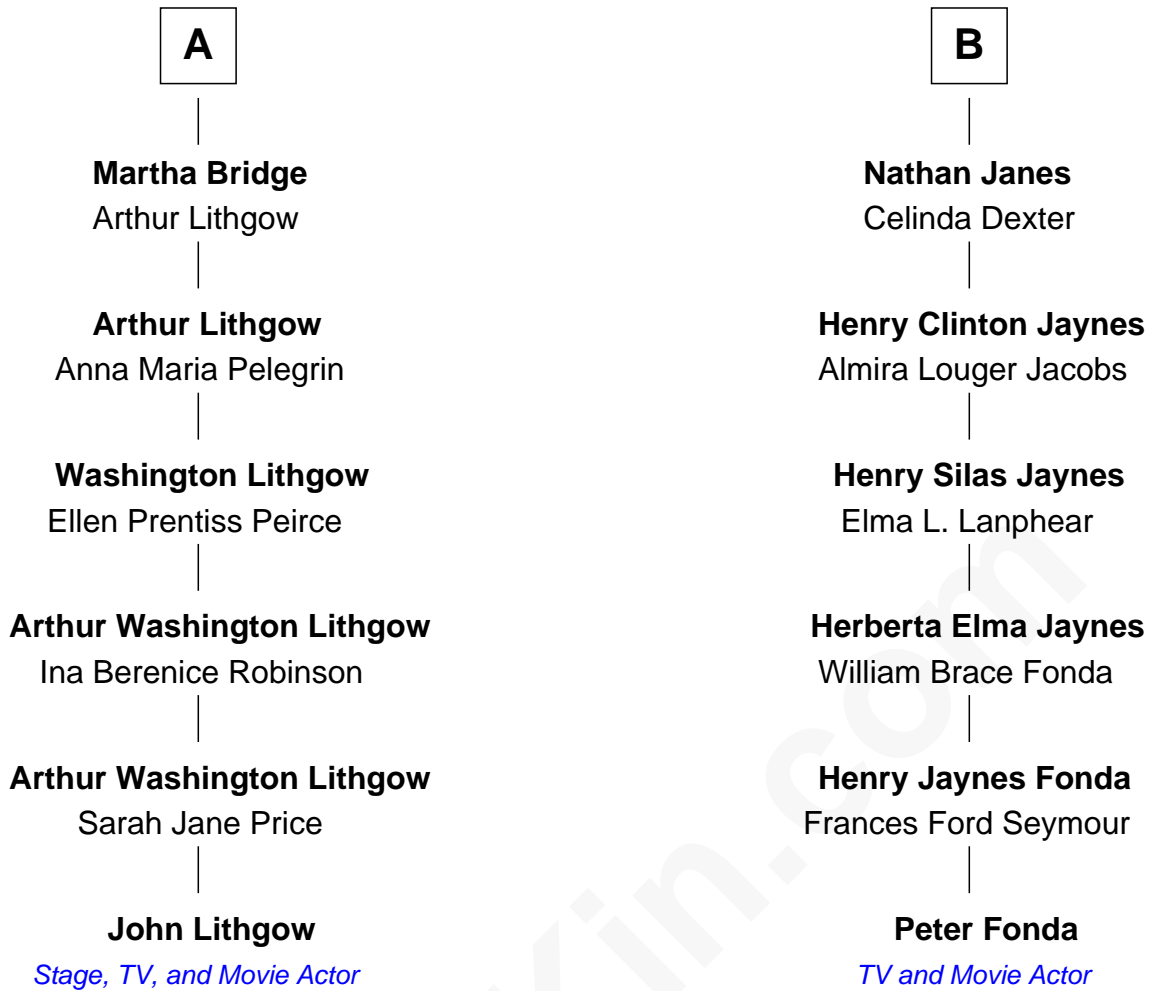 A
Martha Bridge
Arthur Lithgow
Arthur Lithgow
Anna Maria Pelegrin
Washington Lithgow
Ellen Prentiss Peirce
Arthur Washington Lithgow
Ina Berenice Robinson
Arthur Washington Lithgow
Sarah Jane Price
John Lithgow
Stage, TV, and Movie Actor
B
Nathan Janes
Celinda Dexter
Henry Clinton Jaynes
Almira Louger Jacobs
Henry Silas Jaynes
Elma L. Lanphear
Herberta Elma Jaynes
William Brace Fonda
Henry Jaynes Fonda
Frances Ford Seymour
Peter Fonda
TV and Movie Actor